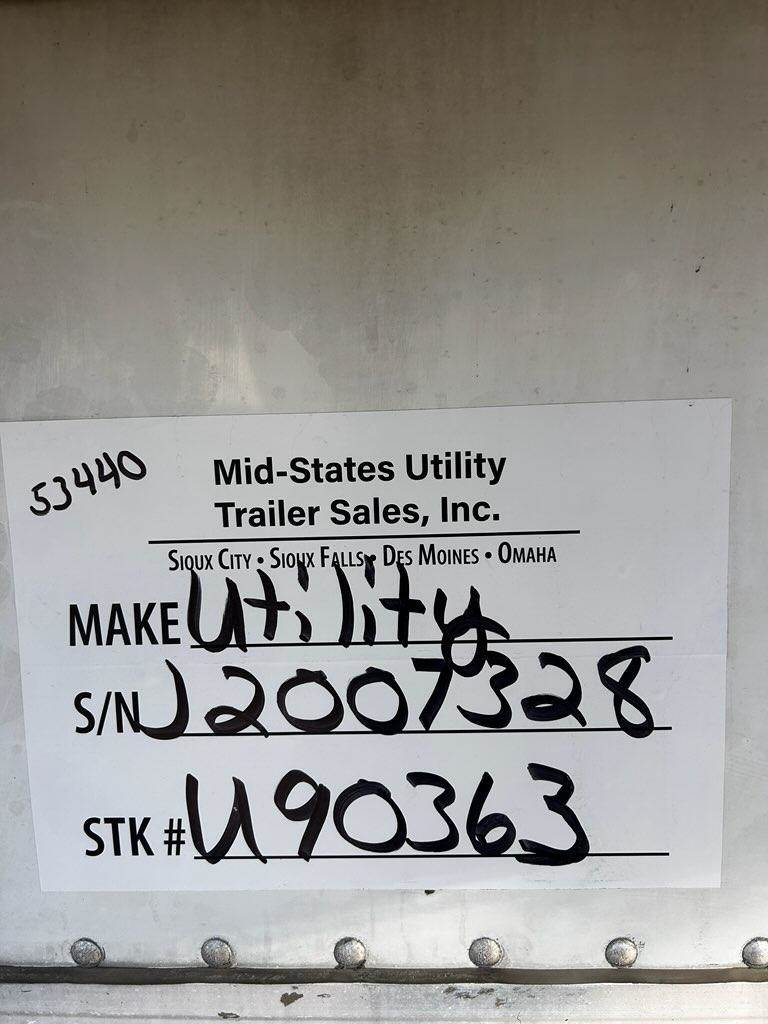 53440
Mid-States Utility
Trailer Sales, Inc.
Sioux City • Sioux Falls • Des Moines • Omaha
MAKE Utility
S/N J2007328
STK # U90363